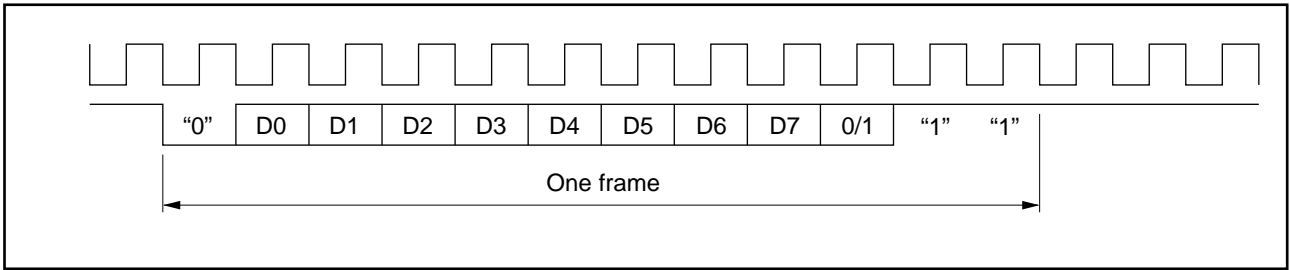 “0” D0 D1 D2 D3 D4 D5 D6 D7 0/1 “1” “1”
One frame